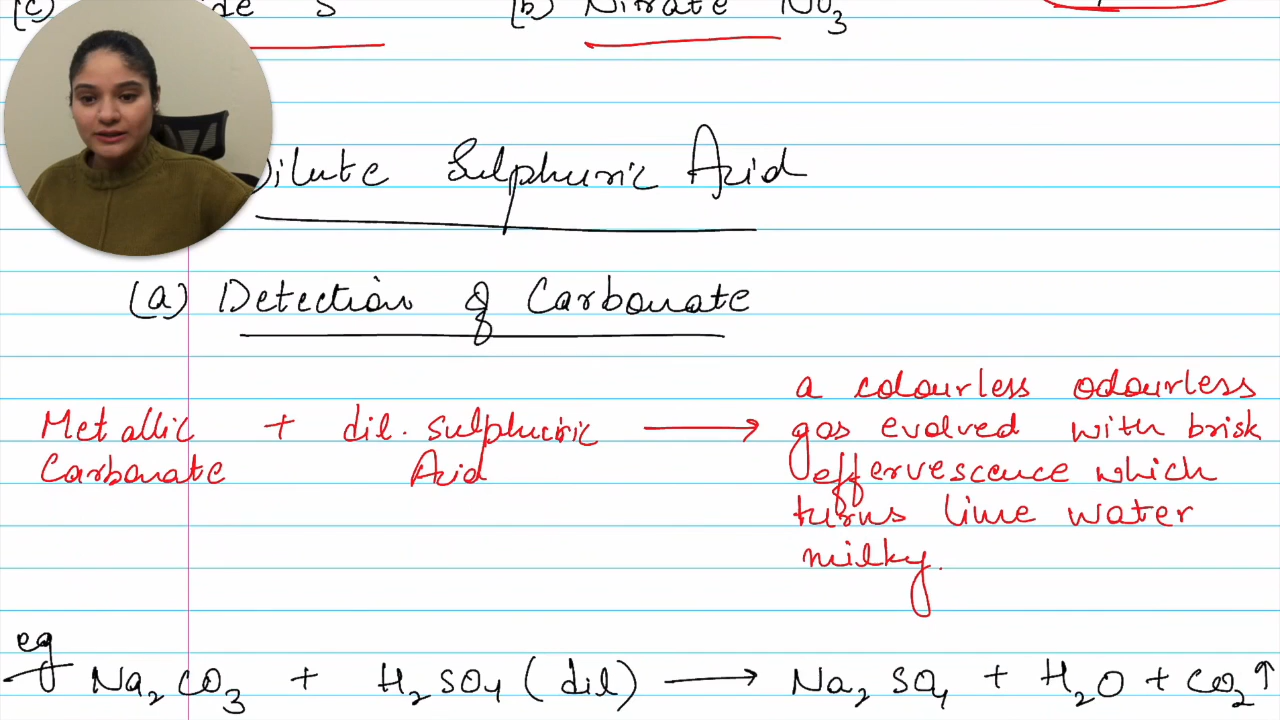 (c) S (b) Nitrate NO3
Dilute Sulphuric Acid
(a) Detection of Carbonate
Metallic Carbonate + dil. sulphuric Acid ⟶ a colourless odourless
gas evolved with brisk
effervescence which
turns lime water
milky.
eg
Na2CO3 + H2SO4 (dil) ⟶ Na2SO4 + H2O + CO2↑